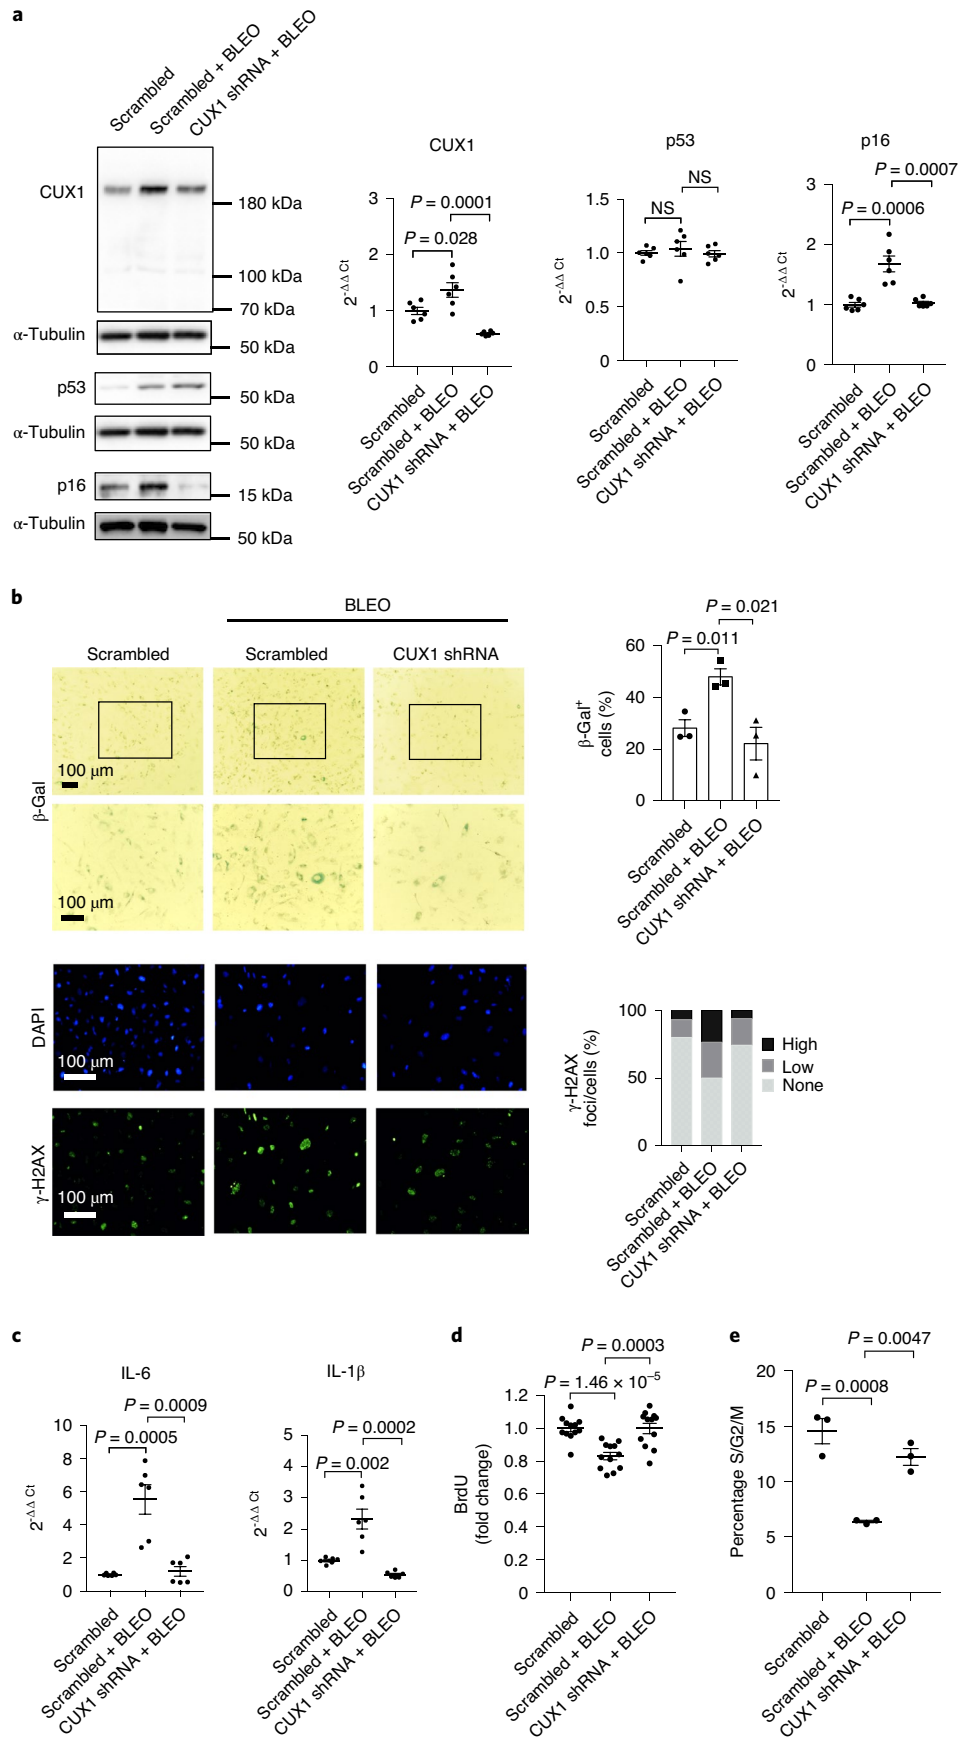 a
Scrambled
Scrambled + BLEO
CUX1 shRNA + BLEO
CUX1
180 kDa
100 kDa
70 kDa
α-Tubulin
50 kDa
p53
50 kDa
α-Tubulin
50 kDa
p16
15 kDa
α-Tubulin
50 kDa
CUX1
P = 0.0001
P = 0.028
3
2
1
0
2-ΔΔ Ct
Scrambled
Scrambled + BLEO
CUX1 shRNA + BLEO
p53
NS
NS
1.5
1.0
0.5
0
2-ΔΔ Ct
Scrambled
Scrambled + BLEO
CUX1 shRNA + BLEO
p16
P = 0.0007
P = 0.0006
3
2
1
0
2-ΔΔ Ct
Scrambled
Scrambled + BLEO
CUX1 shRNA + BLEO
b
BLEO
Scrambled
Scrambled
CUX1 shRNA
β-Gal
100 μm
100 μm
DAPI
100 μm
γ-H2AX
100 μm
P = 0.021
P = 0.011
60
40
20
0
β-Gal+
cells (%)
Scrambled
Scrambled + BLEO
CUX1 shRNA + BLEO
100
50
0
γ-H2AX
foci/cells (%)
High
Low
None
Scrambled
Scrambled + BLEO
CUX1 shRNA + BLEO
c
IL-6
P = 0.0009
P = 0.0005
10
8
6
4
2
0
2-ΔΔ Ct
Scrambled
Scrambled + BLEO
CUX1 shRNA + BLEO
IL-1β
P = 0.0002
P = 0.002
5
4
3
2
1
0
2-ΔΔ Ct
Scrambled
Scrambled + BLEO
CUX1 shRNA + BLEO
d
P = 0.0003
P = 1.46 × 10−5
1.2
1.0
0.8
0.6
0.4
0.2
0
BrdU
(fold change)
Scrambled
Scrambled + BLEO
CUX1 shRNA + BLEO
e
P = 0.0047
P = 0.0008
20
15
10
5
0
Percentage S/G2/M
Scrambled
Scrambled + BLEO
CUX1 shRNA + BLEO